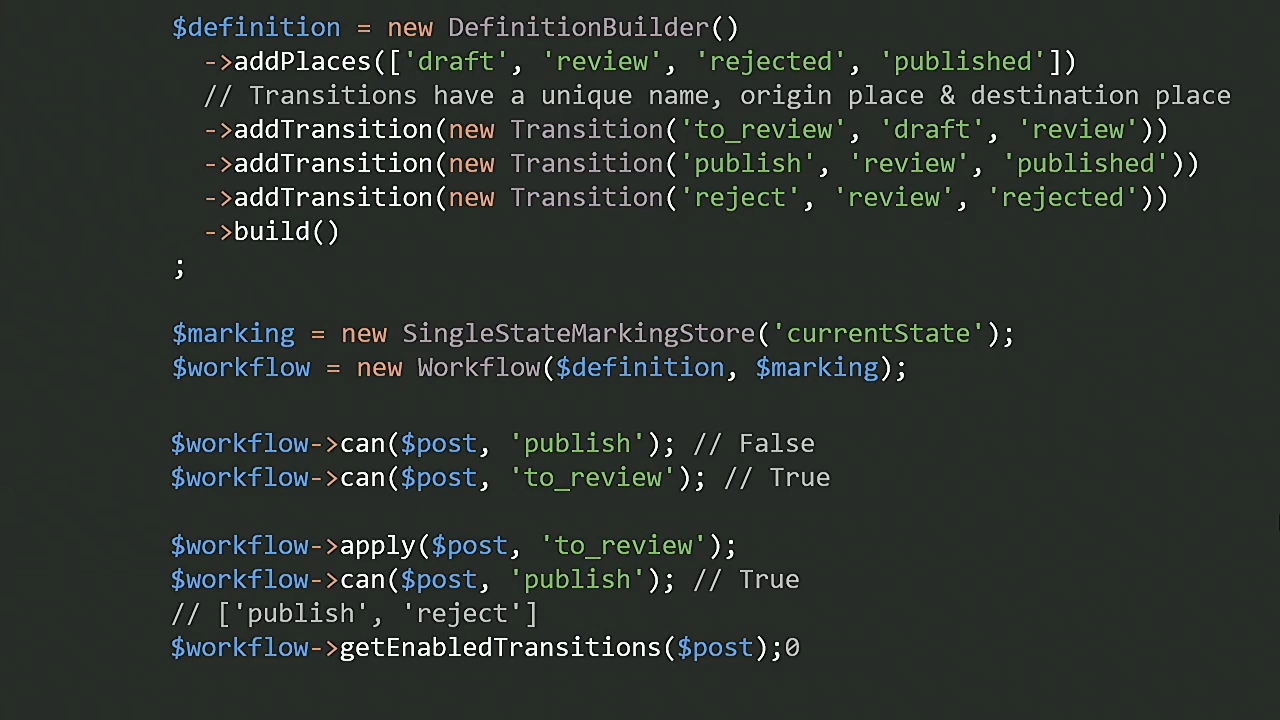 $definition = new DefinitionBuilder()
->addPlaces(['draft', 'review', 'rejected', 'published'])
// Transitions have a unique name, origin place & destination place
->addTransition(new Transition('to_review', 'draft', 'review'))
->addTransition(new Transition('publish', 'review', 'published'))
->addTransition(new Transition('reject', 'review', 'rejected'))
->build()
;
$marking = new SingleStateMarkingStore('currentState');
$workflow = new Workflow($definition, $marking);
$workflow->can($post, 'publish'); // False
$workflow->can($post, 'to_review'); // True
$workflow->apply($post, 'to_review');
$workflow->can($post, 'publish'); // True
// ['publish', 'reject']
$workflow->getEnabledTransitions($post);0